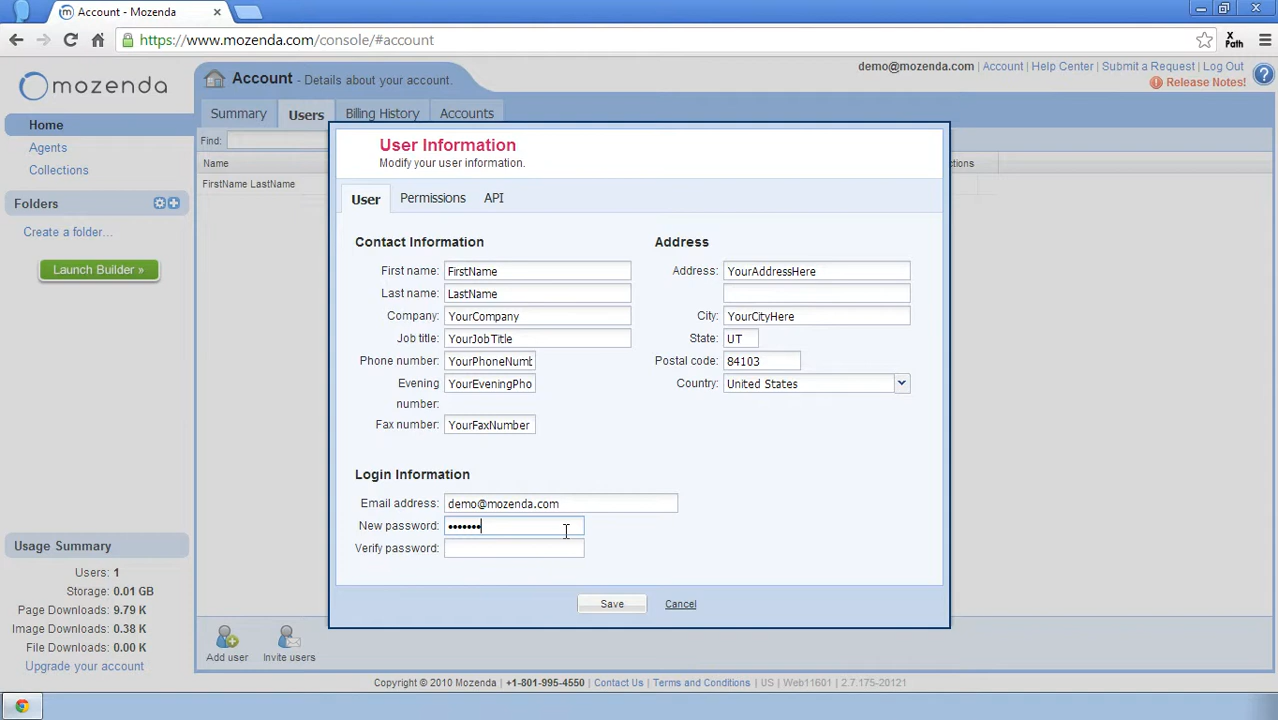 Account - Mozenda
https://www.mozenda.com/console/#account
X Path
mozenda
Account - Details about your account.
demo@mozenda.com | Account | Help Center | Submit a Request | Log Out
Release Notes!
Summary
Users
Billing History
Accounts
Home
Agents
Collections
Folders
Create a folder...
Launch Builder »
Find:
Name
FirstName LastName
User Information
Modify your user information.
User
Permissions
API
Contact Information
First name: FirstName
Last name: LastName
Company: YourCompany
Job title: YourJobTitle
Phone number: YourPhoneNumb
Evening number: YourEveningPho
Fax number: YourFaxNumber
Address
Address: YourAddressHere
City: YourCityHere
State: UT
Postal code: 84103
Country: United States
Login Information
Email address: demo@mozenda.com
New password: •••••••
Verify password:
Save
Cancel
Usage Summary
Users: 1
Storage: 0.01 GB
Page Downloads: 9.79 K
Image Downloads: 0.38 K
File Downloads: 0.00 K
Upgrade your account
Add user
Invite users
Copyright © 2010 Mozenda | +1-801-995-4550 | Contact Us | Terms and Conditions | US | Web11601 | 2.7.175-20121